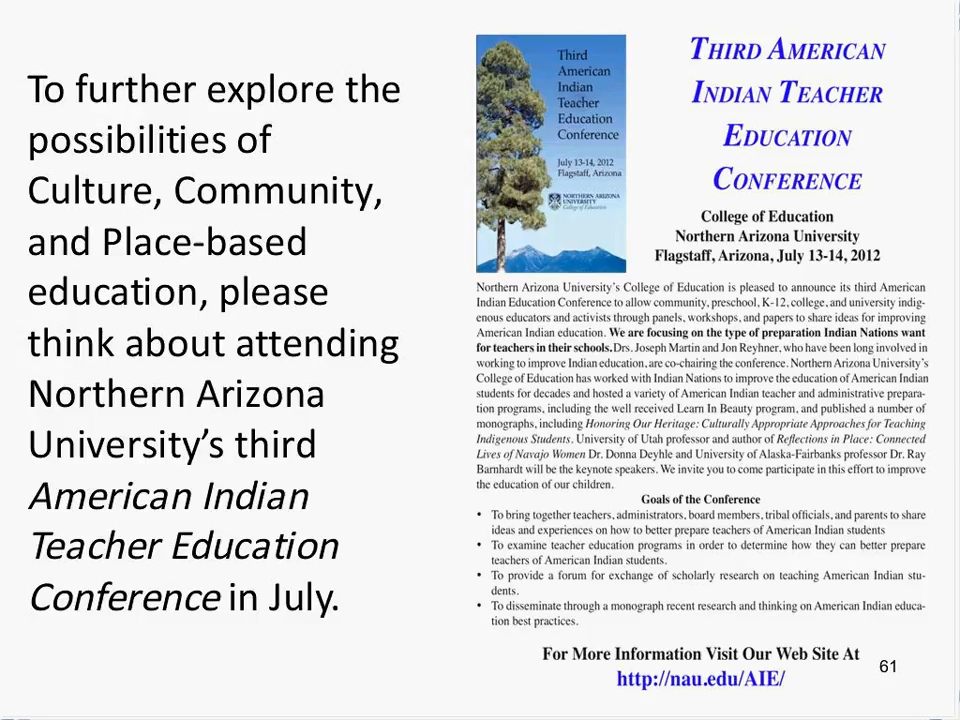 To further explore the
possibilities of
Culture, Community,
and Place-based
education, please
think about attending
Northern Arizona
University’s third
American Indian
Teacher Education
Conference in July.
Third
American
Indian
Teacher
Education
Conference
July 13-14, 2012
Flagstaff, Arizona
NORTHERN ARIZONA
UNIVERSITY
College of Education
THIRD AMERICAN
INDIAN TEACHER
EDUCATION
CONFERENCE
College of Education
Northern Arizona University
Flagstaff, Arizona, July 13-14, 2012
Northern Arizona University’s College of Education is pleased to announce its third American
Indian Education Conference to allow community, preschool, K-12, college, and university indig-
enous educators and activists through panels, workshops, and papers to share ideas for improving
American Indian education. We are focusing on the type of preparation Indian Nations want
for teachers in their schools. Drs. Joseph Martin and Jon Reyhner, who have been long involved in
working to improve Indian education, are co-chairing the conference. Northern Arizona University’s
College of Education has worked with Indian Nations to improve the education of American Indian
students for decades and hosted a variety of American Indian teacher and administrative prepara-
tion programs, including the well received Learn In Beauty program, and published a number of
monographs, including Honoring Our Heritage: Culturally Appropriate Approaches for Teaching
Indigenous Students. University of Utah professor and author of Reflections in Place: Connected
Lives of Navajo Women Dr. Donna Deyhle and University of Alaska-Fairbanks professor Dr. Ray
Barnhardt will be the keynote speakers. We invite you to come participate in this effort to improve
the education of our children.
Goals of the Conference
• To bring together teachers, administrators, board members, tribal officials, and parents to share
ideas and experiences on how to better prepare teachers of American Indian students
• To examine teacher education programs in order to determine how they can better prepare
teachers of American Indian students.
• To provide a forum for exchange of scholarly research on teaching American Indian stu-
dents.
• To disseminate through a monograph recent research and thinking on American Indian educa-
tion best practices.
For More Information Visit Our Web Site At
http://nau.edu/AIE/
61